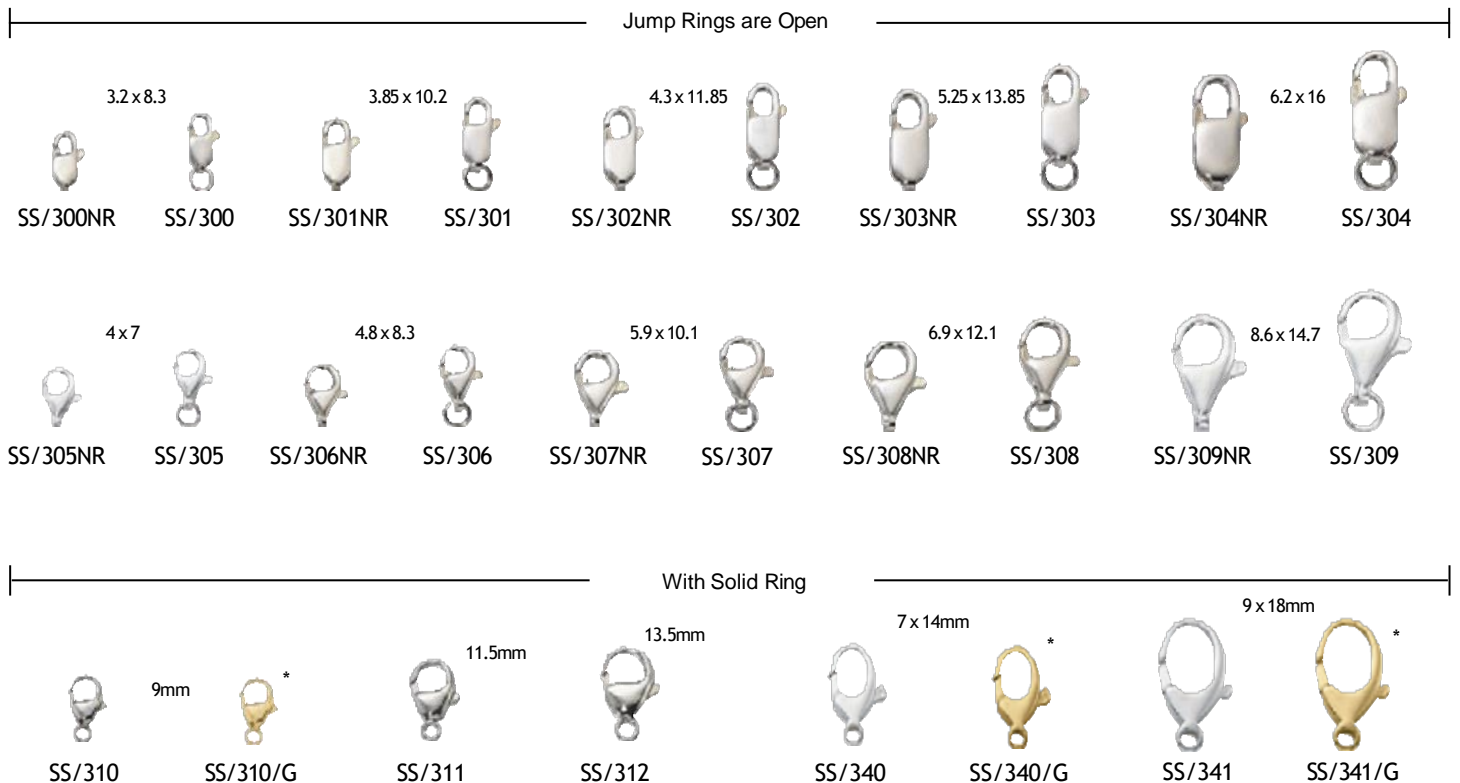 Jump Rings are Open
3.2 x 8.3 3.85 x 10.2 4.3 x 11.85 5.25 x 13.85 6.2 x 16
SS/300NR SS/300 SS/301NR SS/301 SS/302NR SS/302 SS/303NR SS/303 SS/304NR SS/304
4 x 7 4.8 x 8.3 5.9 x 10.1 6.9 x 12.1 8.6 x 14.7
SS/305NR SS/305 SS/306NR SS/306 SS/307NR SS/307 SS/308NR SS/308 SS/309NR SS/309
With Solid Ring
9mm * 11.5mm 13.5mm 7 x 14mm * 9 x 18mm *
SS/310 SS/310/G SS/311 SS/312 SS/340 SS/340/G SS/341 SS/341/G